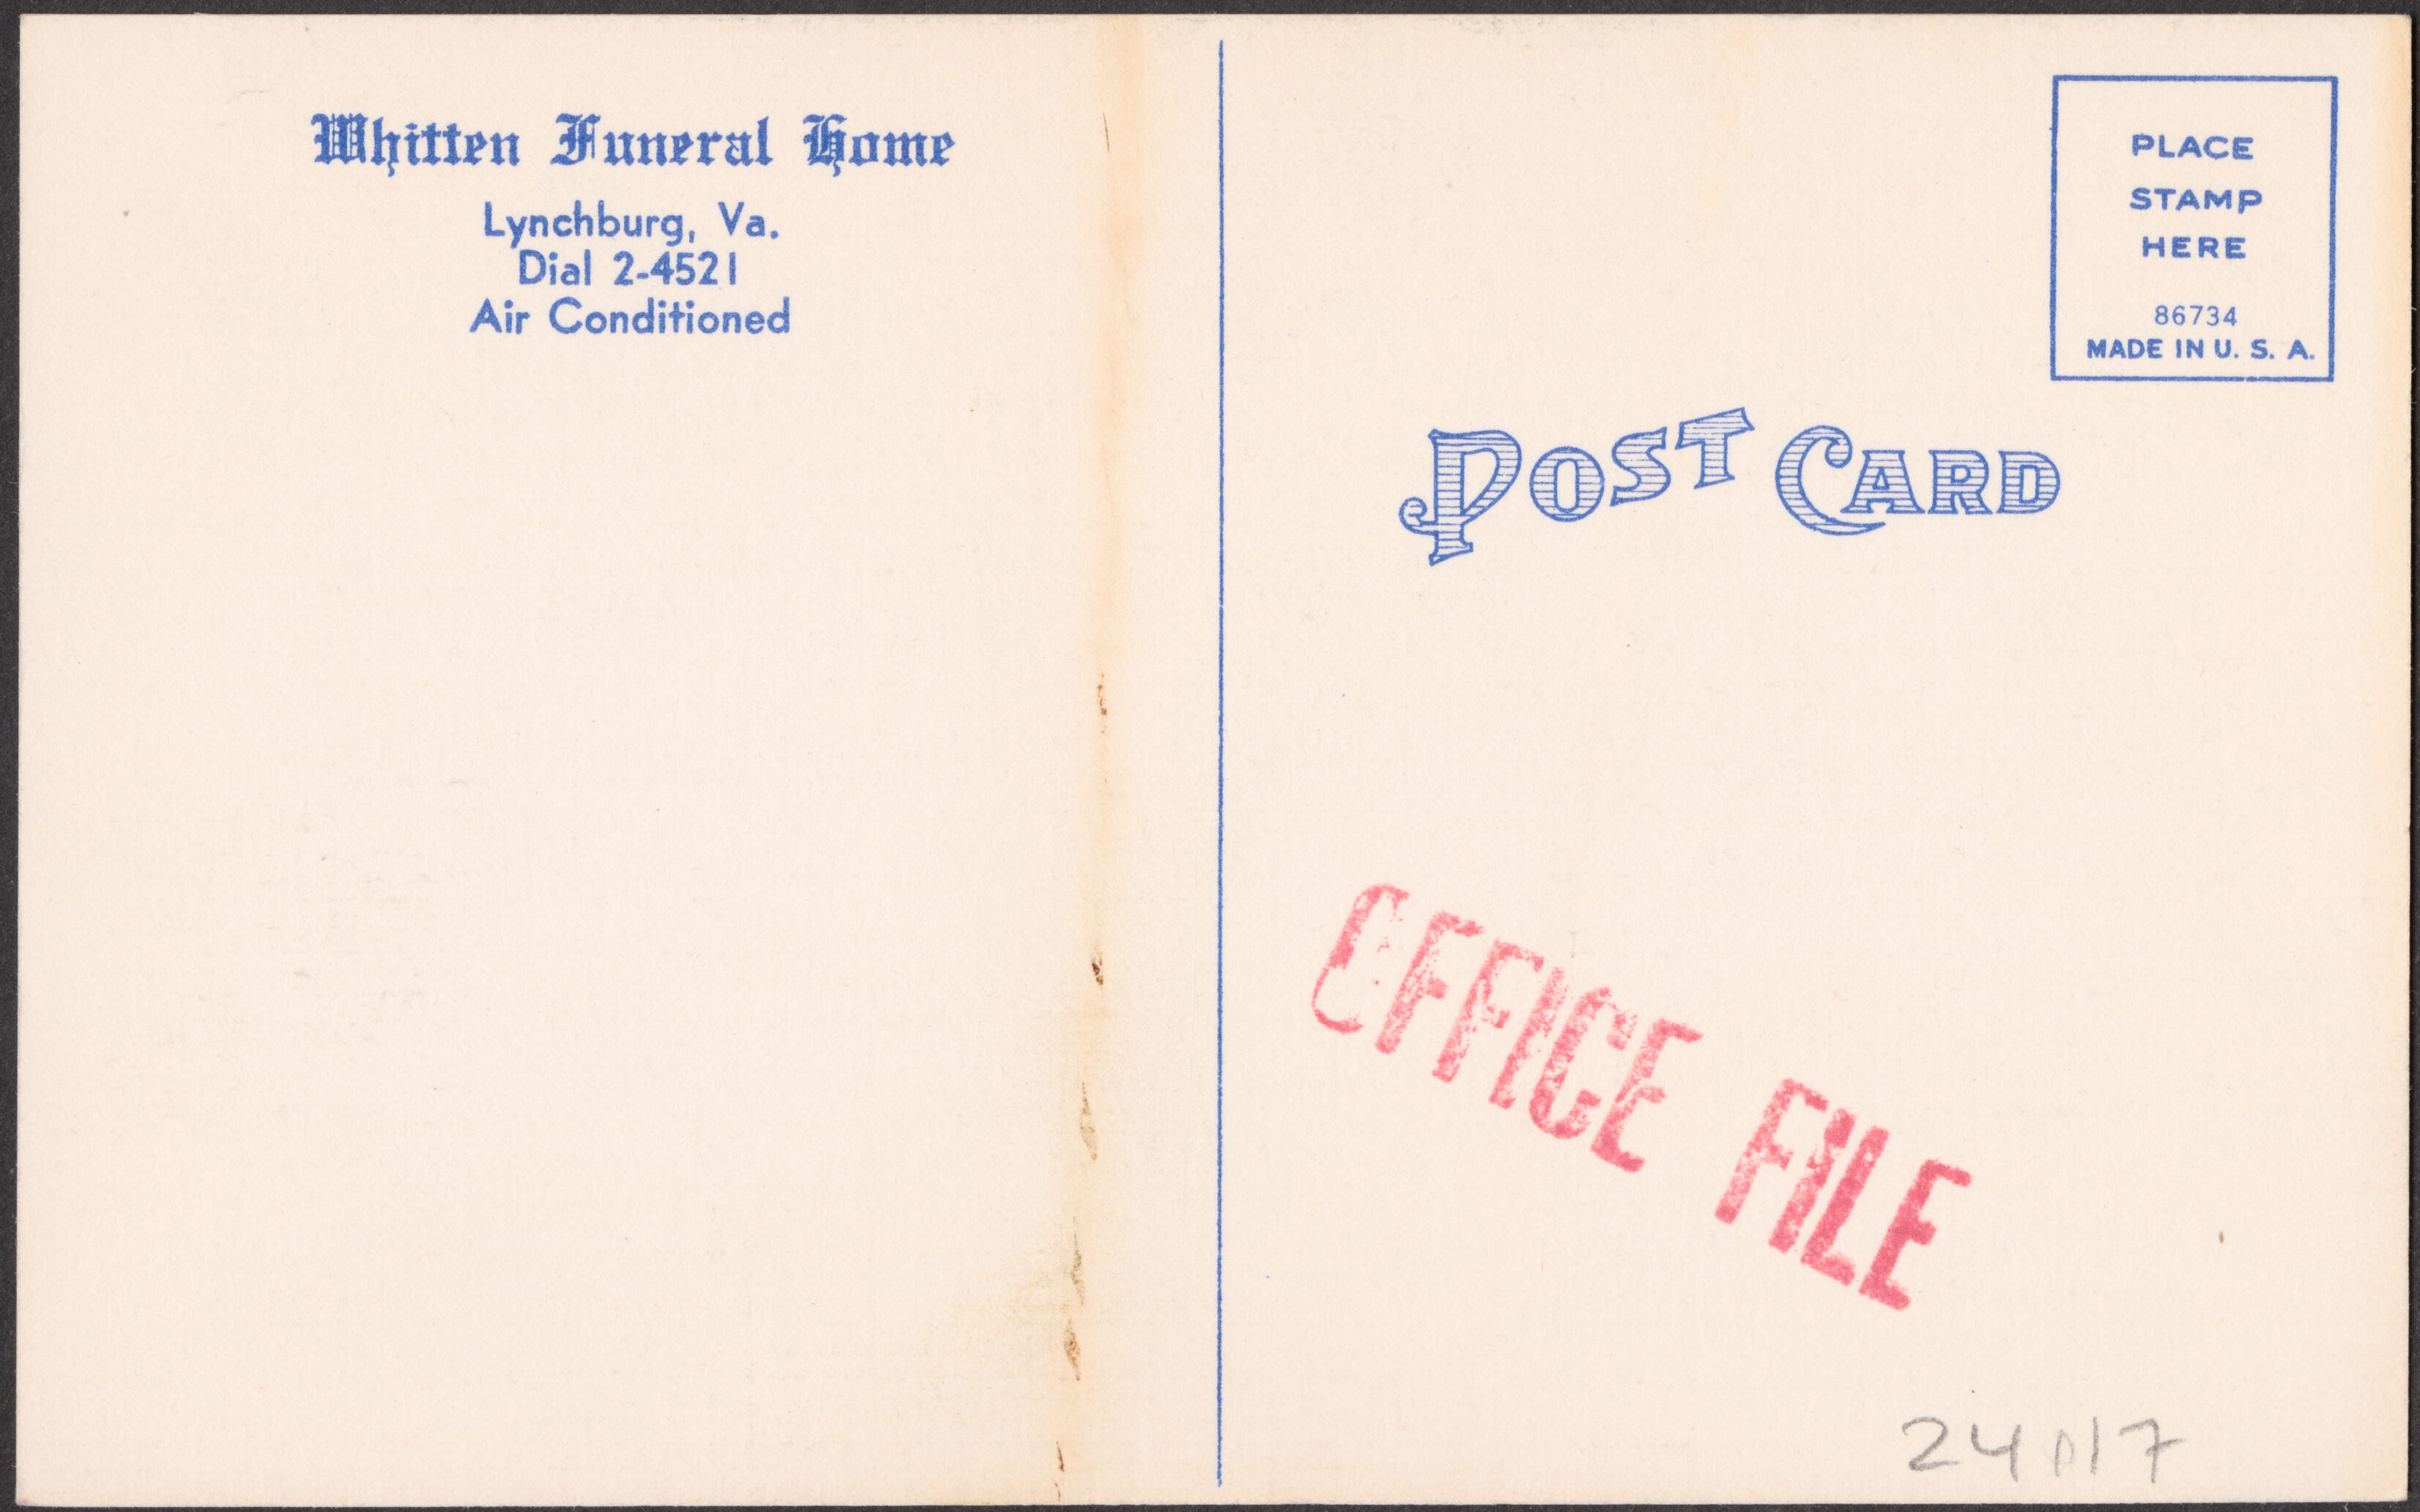 Whitten Funeral Home
Lynchburg, Va.
Dial 2-4521
Air Conditioned
PLACE
STAMP
HERE
86734
MADE IN U. S. A.
POST CARD
OFFICE FILE
24017